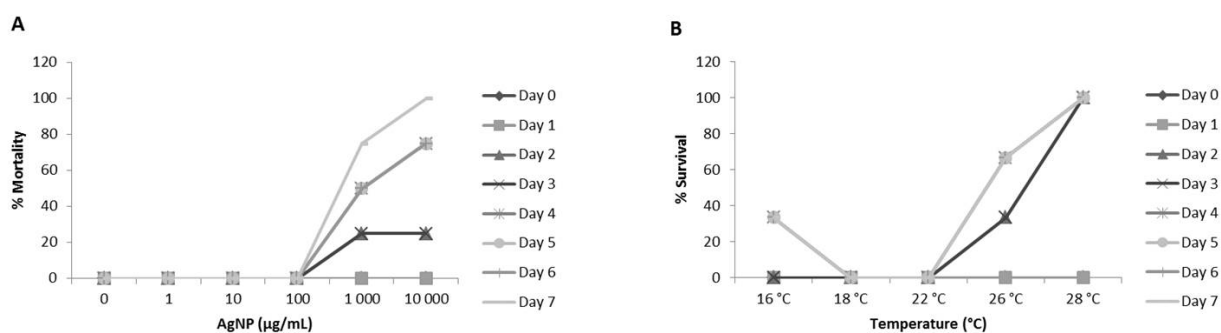 A
% Mortality
120
100
80
60
40
20
0
0 1 10 100 1 000 10 000
AgNP (µg/mL)
Day 0
Day 1
Day 2
Day 3
Day 4
Day 5
Day 6
Day 7
B
% Survival
120
100
80
60
40
20
0
16 °C 18 °C 22 °C 26 °C 28 °C
Temperature (°C)
Day 0
Day 1
Day 2
Day 3
Day 4
Day 5
Day 6
Day 7